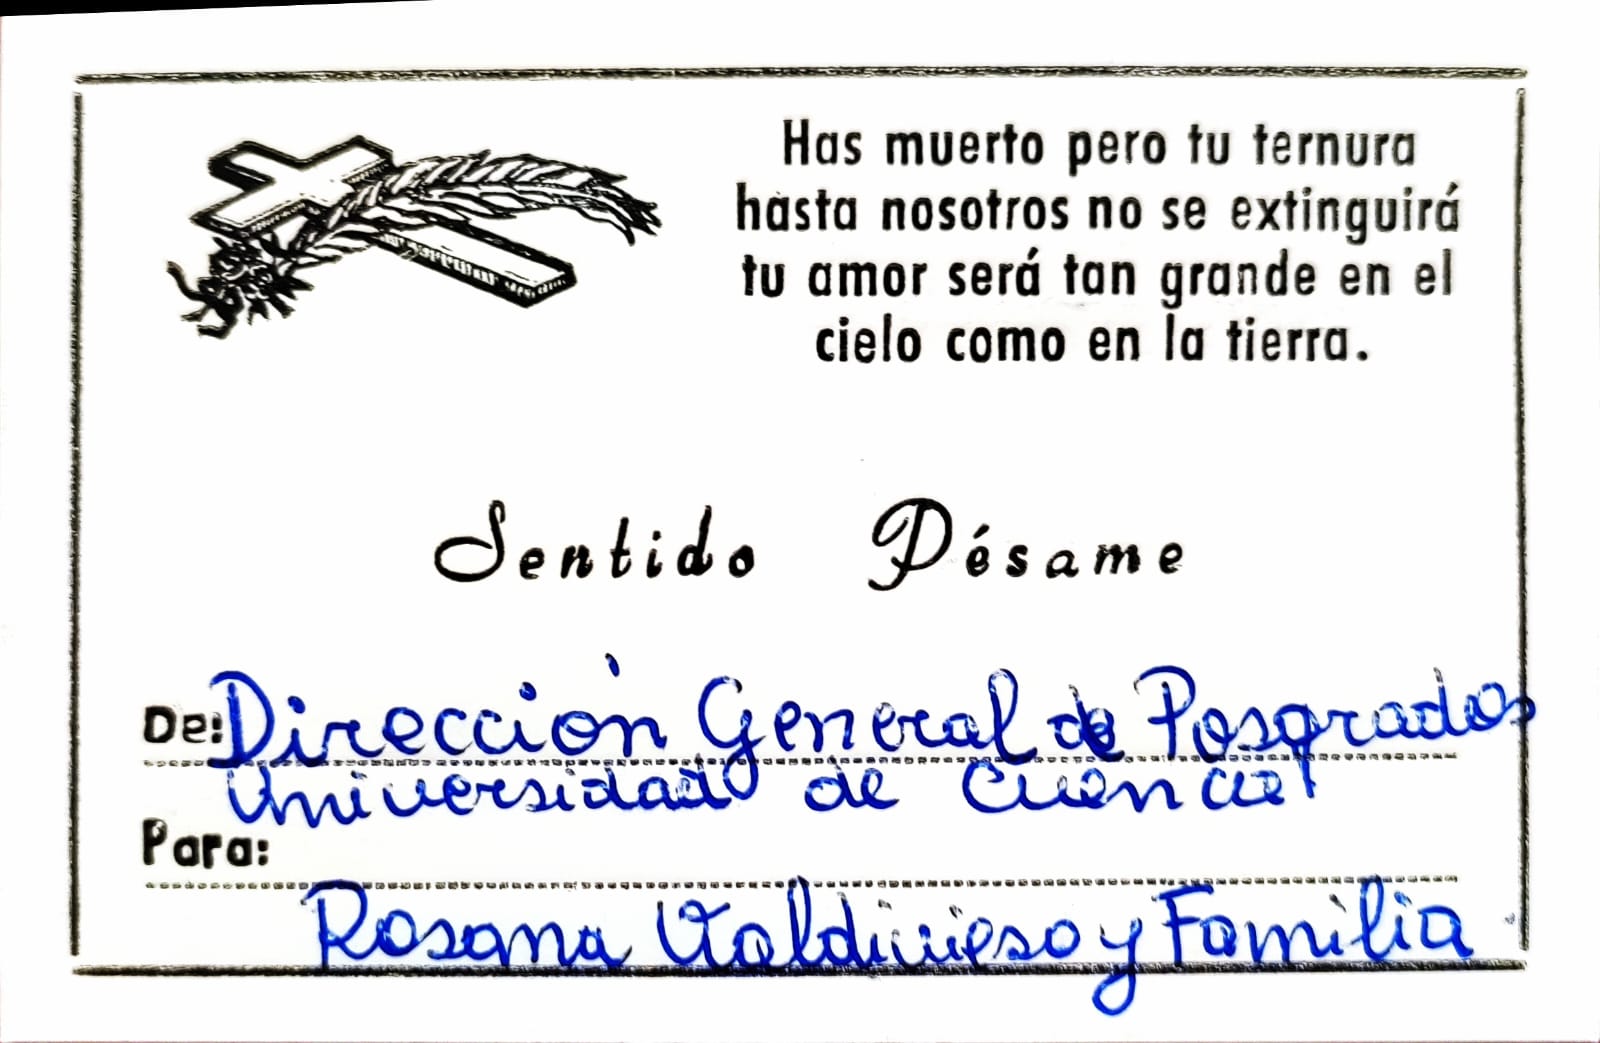 Has muerto pero tu ternura
hasta nosotros no se extinguirá
tu amor será tan grande en el
cielo como en la tierra.
Sentido Pésame
De: Dirección General de Posgrados
Universidad de Cuenca
Para:
Rosana Valdivieso y Familia